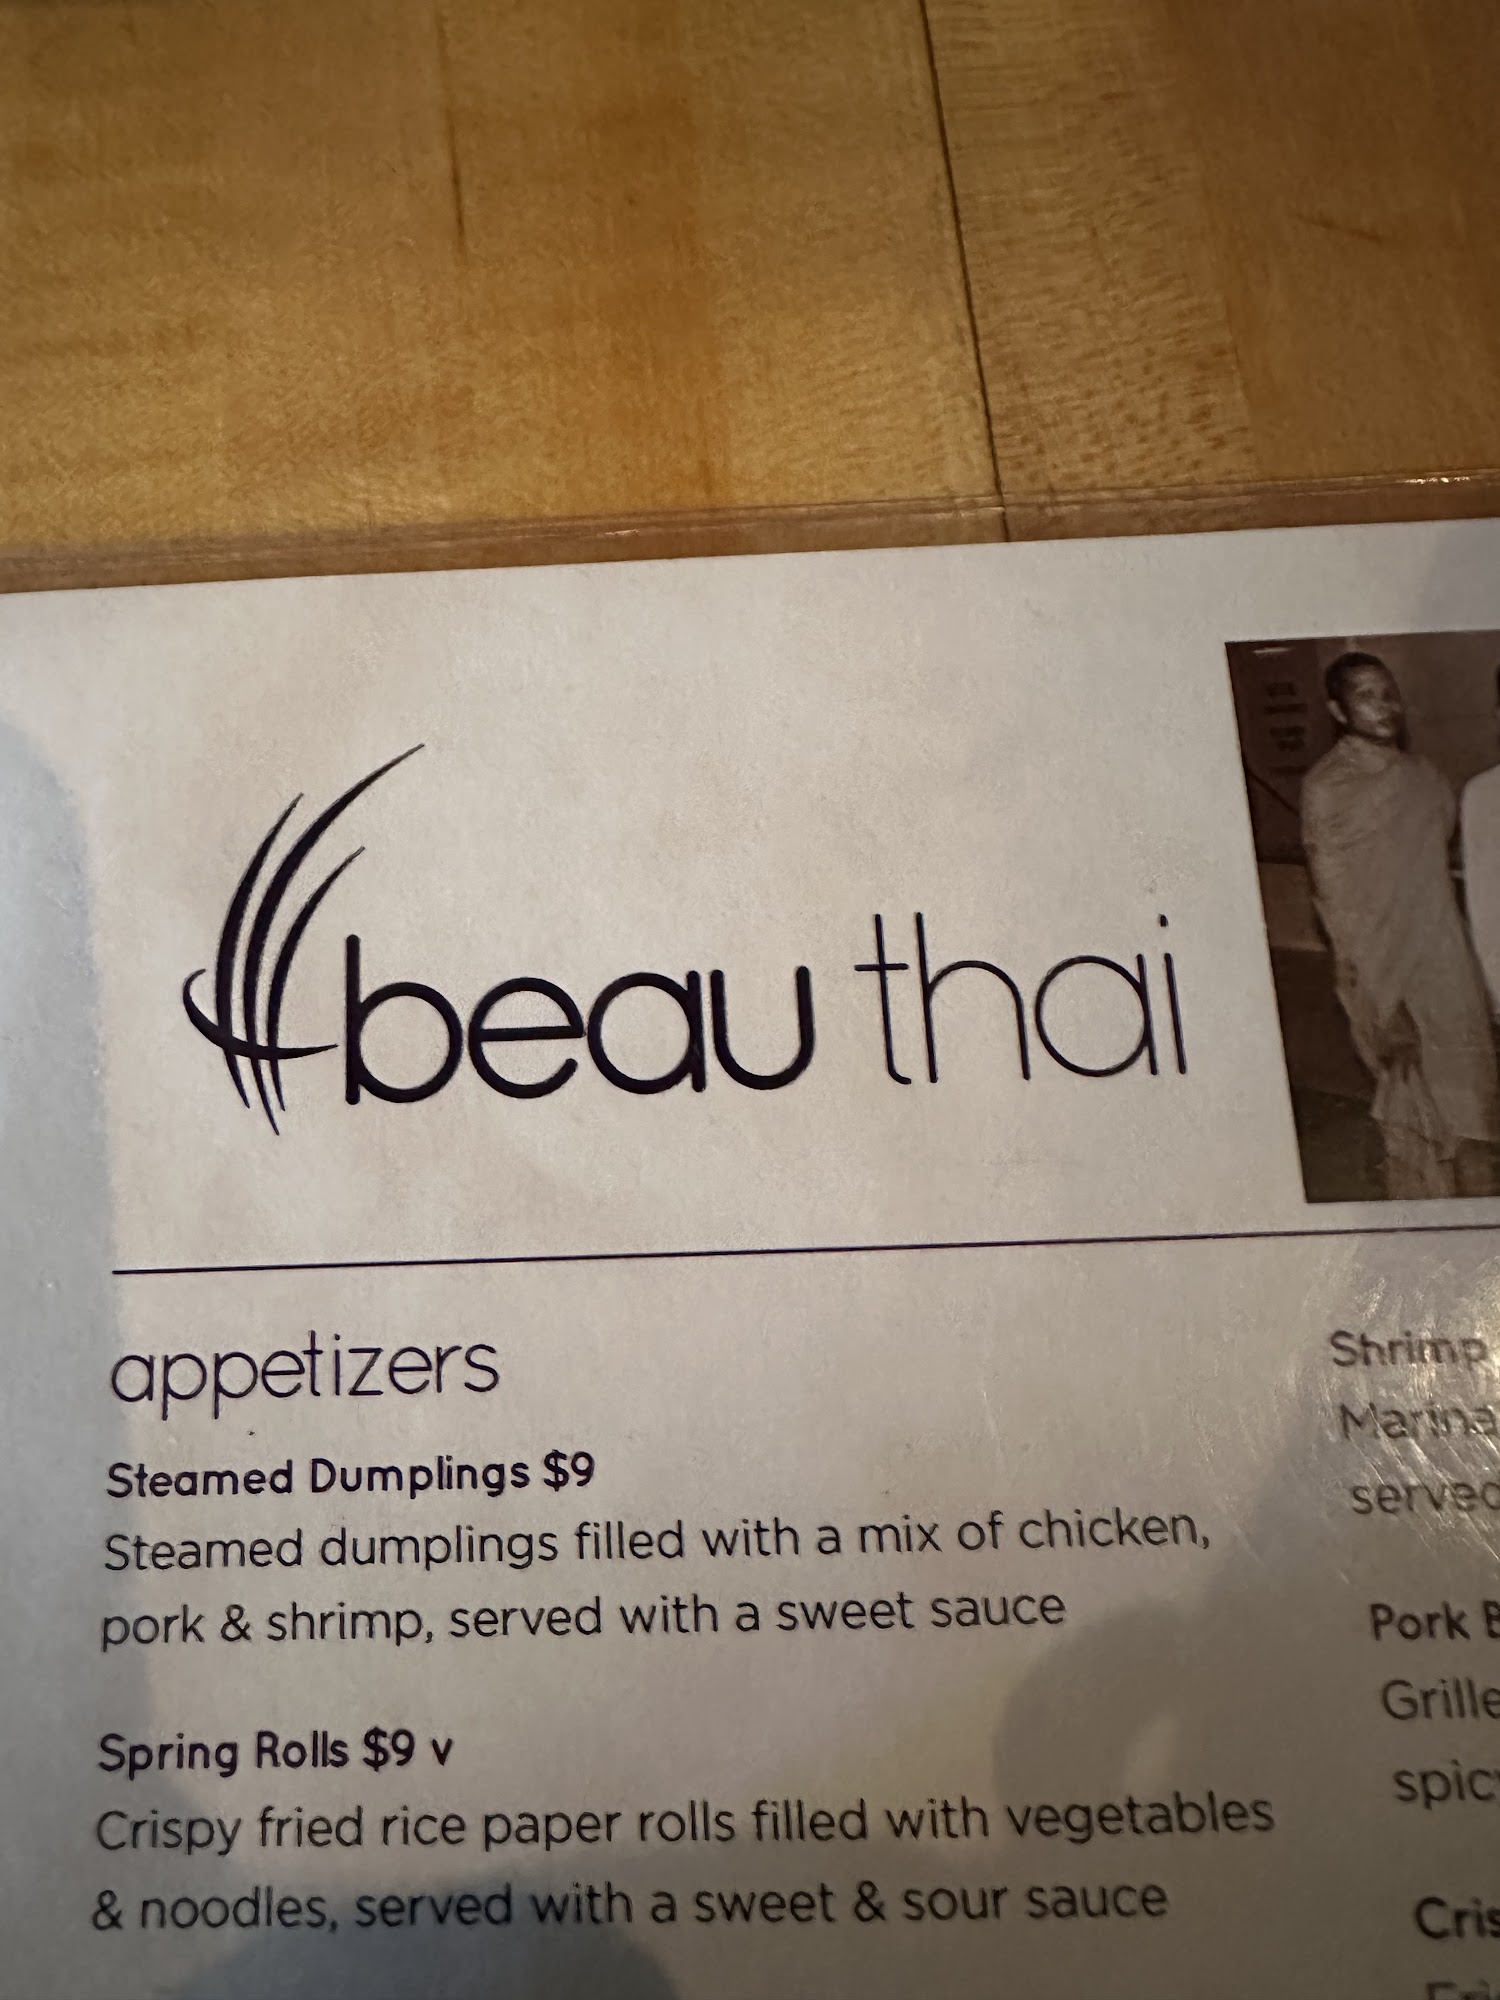 beau thai
appetizers
Steamed Dumplings $9
Steamed dumplings filled with a mix of chicken,
pork & shrimp, served with a sweet sauce
Spring Rolls $9 v
Crispy fried rice paper rolls filled with vegetables
& noodles, served with a sweet & sour sauce
Shrimp
served
Pork